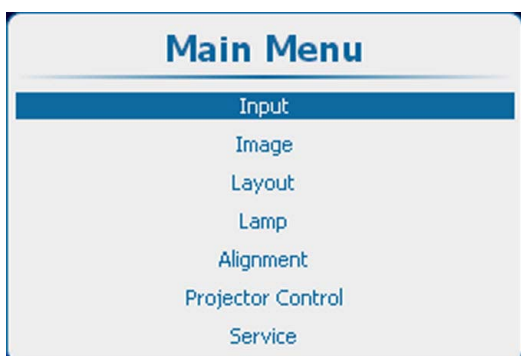 Main Menu
Input
Image
Layout
Lamp
Alignment
Projector Control
Service